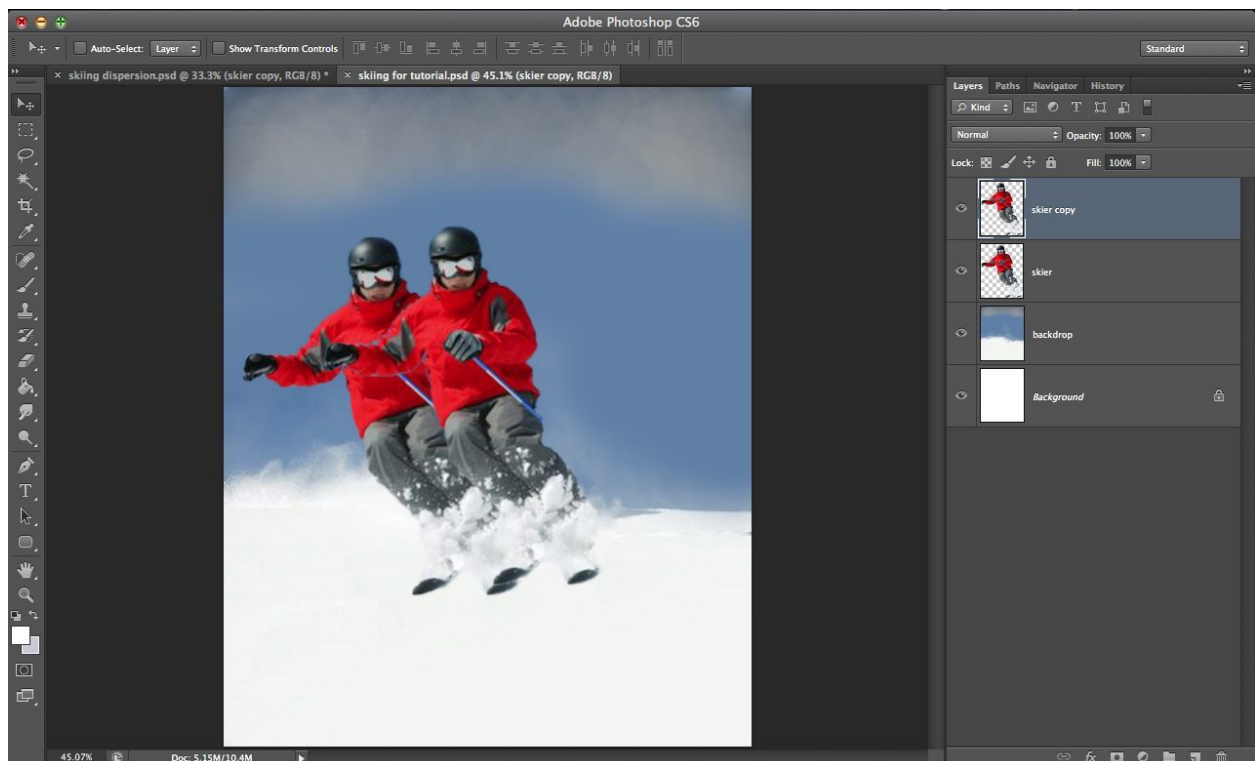 Adobe Photoshop CS6
Auto-Select: Layer Show Transform Controls Standard
× skiing dispersion.psd @ 33.3% (skier copy, RGB/8) * × skiing for tutorial.psd @ 45.1% (skier copy, RGB/8)
Layers Paths Navigator History
Kind
Normal Opacity: 100%
Lock: Fill: 100%
skier copy
skier
backdrop
Background
45.07% Doc: 5.15M/10.4M